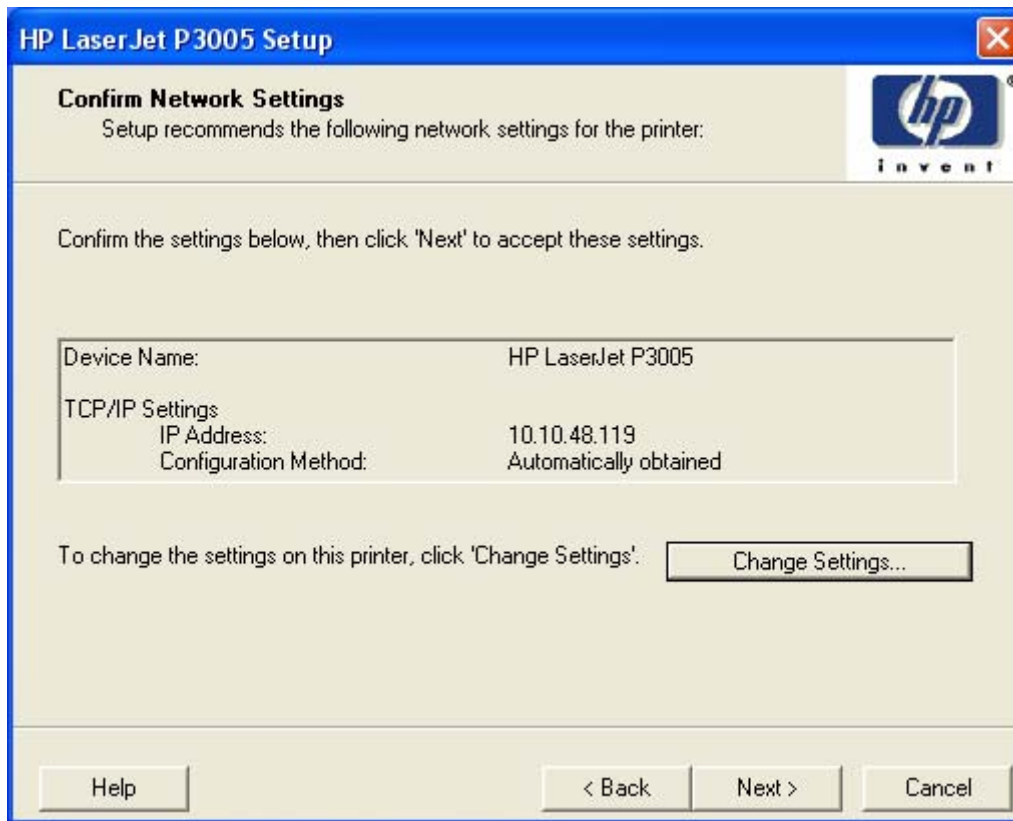 HP LaserJet P3005 Setup
Confirm Network Settings
Setup recommends the following network settings for the printer:
hp
®
invent
Confirm the settings below, then click 'Next' to accept these settings.
Device Name: HP LaserJet P3005
TCP/IP Settings
IP Address: 10.10.48.119
Configuration Method: Automatically obtained
To change the settings on this printer, click 'Change Settings'. Change Settings...
Help < Back Next > Cancel